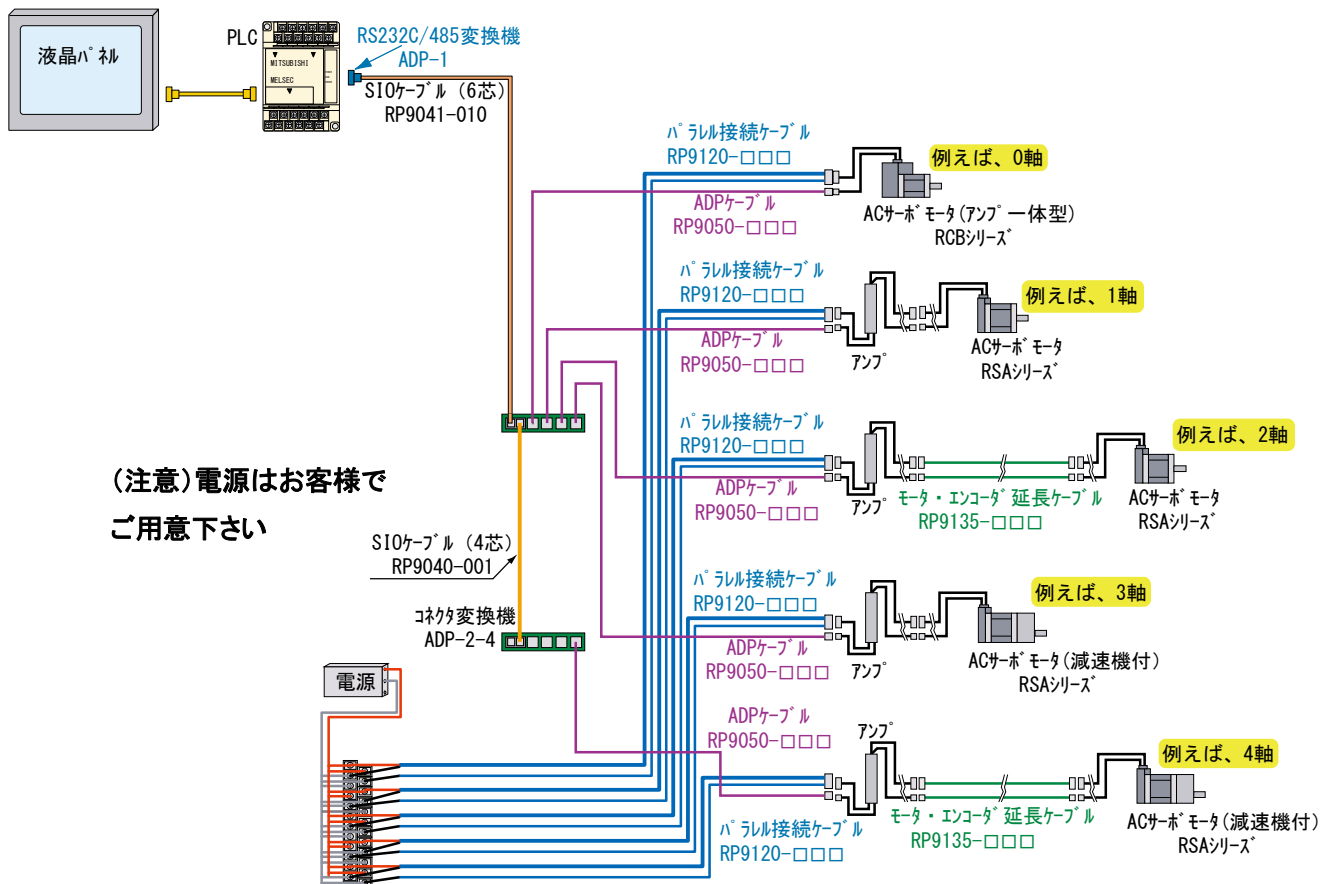 液晶パネル
PLC
MITSUBISHI
MELSEC
RS232C/485変換機
ADP-1
SIOケーブル (6芯)
RP9041-010
パラレル接続ケーブル
RP9120-□□□
ADPケーブル
RP9050-□□□
例えば、0軸
ACサーボモータ(アンプ一体型)
RCBシリーズ
パラレル接続ケーブル
RP9120-□□□
ADPケーブル
RP9050-□□□
アンプ
例えば、1軸
ACサーボモータ
RSAシリーズ
パラレル接続ケーブル
RP9120-□□□
ADPケーブル
RP9050-□□□
アンプ
モータ・エンコーダ延長ケーブル
RP9135-□□□
例えば、2軸
ACサーボモータ
RSAシリーズ
(注意)電源はお客様で
ご用意下さい
SIOケーブル (4芯)
RP9040-001
コネクタ変換機
ADP-2-4
パラレル接続ケーブル
RP9120-□□□
ADPケーブル
RP9050-□□□
アンプ
例えば、3軸
ACサーボモータ(減速機付)
RSAシリーズ
電源
ADPケーブル
RP9050-□□□
アンプ
パラレル接続ケーブル
RP9120-□□□
モータ・エンコーダ延長ケーブル
RP9135-□□□
例えば、4軸
ACサーボモータ(減速機付)
RSAシリーズ